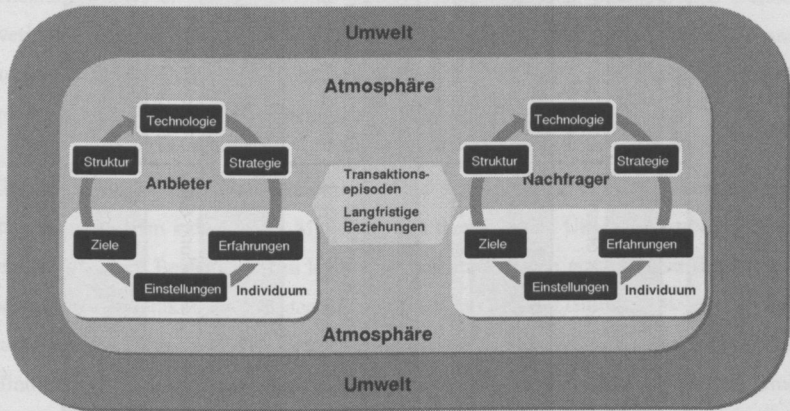 Umwelt
Atmosphäre
Technologie
Struktur
Strategie
Anbieter
Ziele
Erfahrungen
Einstellungen
Individuum
Transaktions-
episoden
Langfristige
Beziehungen
Technologie
Struktur
Strategie
Nachfrager
Ziele
Erfahrungen
Einstellungen
Individuum
Atmosphäre
Umwelt